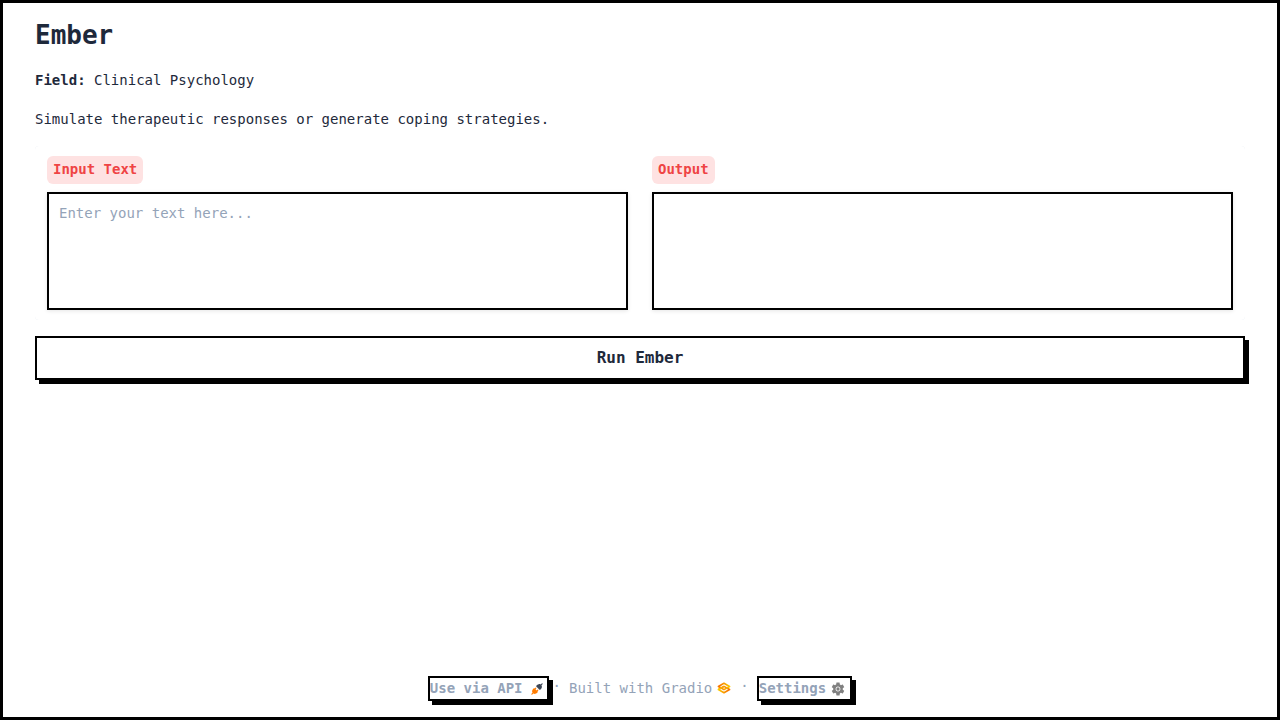 Ember
Field: Clinical Psychology
Simulate therapeutic responses or generate coping strategies.
Input Text
Output
Enter your text here...
Run Ember
Use via API · Built with Gradio · Settings